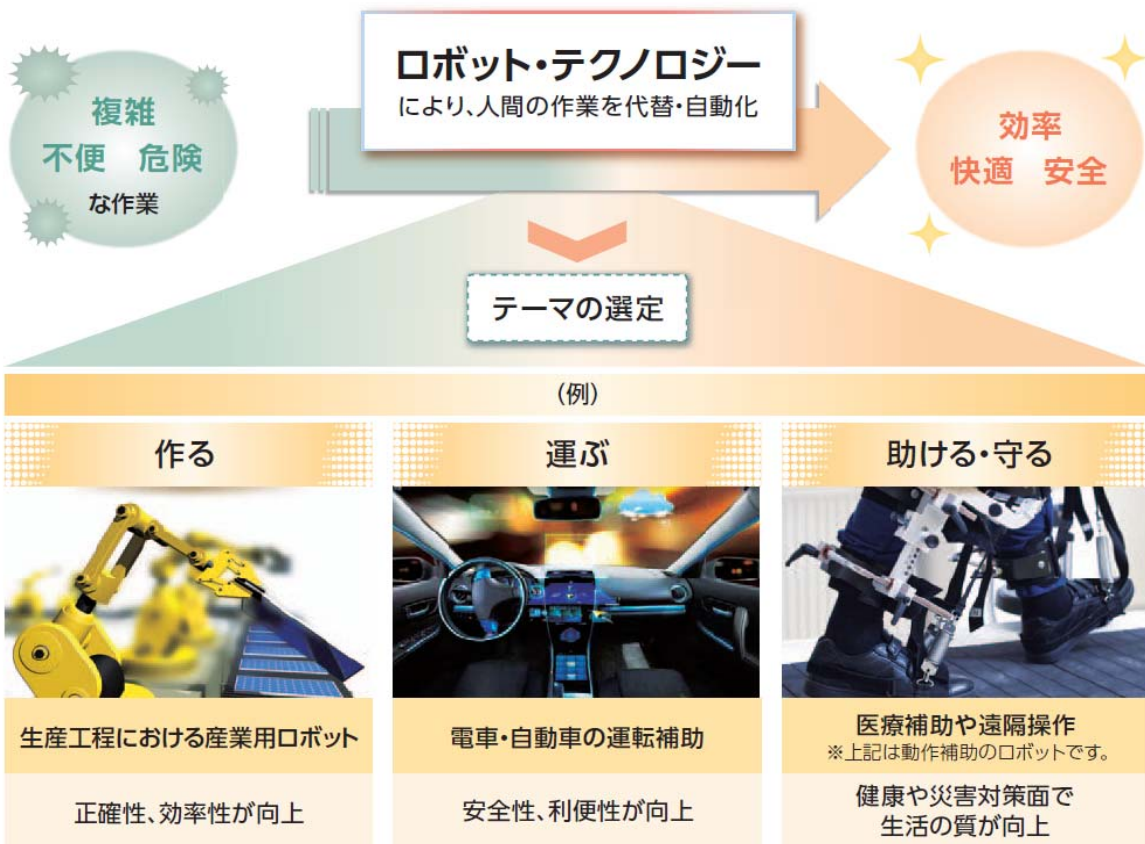 複雑
不便 危険
な作業
ロボット・テクノロジー
により、人間の作業を代替・自動化
効率
快適 安全
テーマの選定
(例)
作る
運ぶ
助ける・守る
生産工程における産業用ロボット
電車・自動車の運転補助
医療補助や遠隔操作
※上記は動作補助のロボットです。
正確性、効率性が向上
安全性、利便性が向上
健康や災害対策面で
生活の質が向上